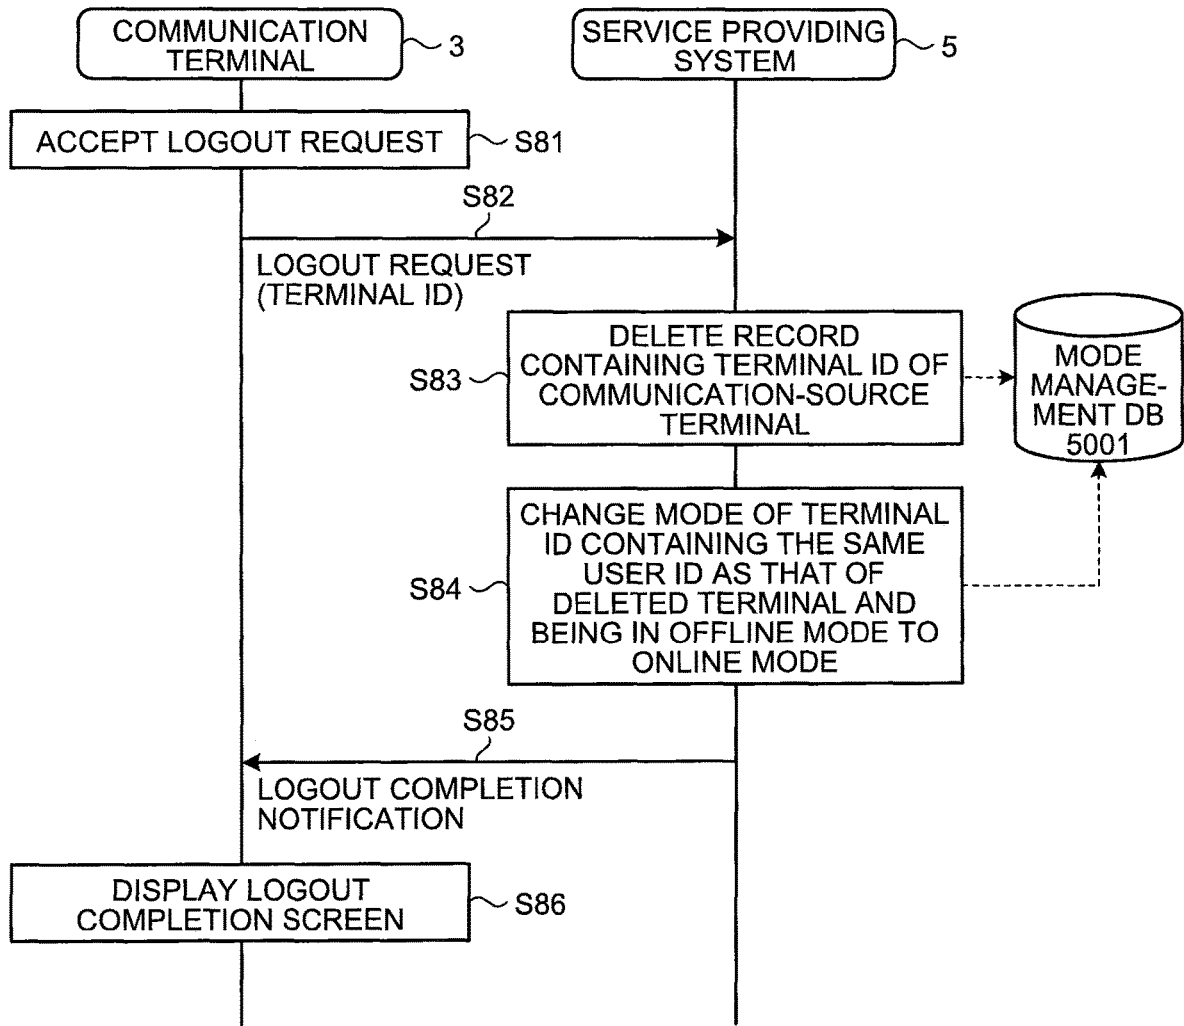 COMMUNICATION
TERMINAL
3
SERVICE PROVIDING
SYSTEM
5
ACCEPT LOGOUT REQUEST
S81
S82
LOGOUT REQUEST
(TERMINAL ID)
S83
DELETE RECORD
CONTAINING TERMINAL ID OF
COMMUNICATION-SOURCE
TERMINAL
MODE
MANAGE-
MENT DB
5001
S84
CHANGE MODE OF TERMINAL
ID CONTAINING THE SAME
USER ID AS THAT OF
DELETED TERMINAL AND
BEING IN OFFLINE MODE TO
ONLINE MODE
S85
LOGOUT COMPLETION
NOTIFICATION
DISPLAY LOGOUT
COMPLETION SCREEN
S86